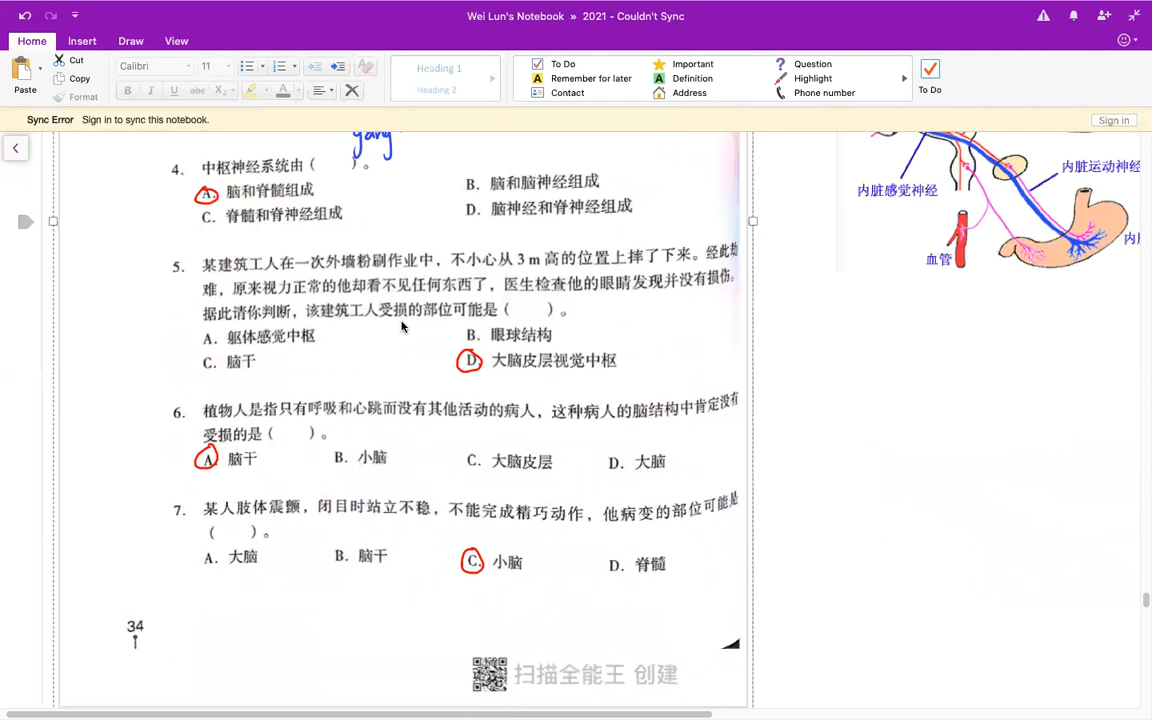 Wei Lun's Notebook » 2021 - Couldn't Sync
Home Insert Draw View
Paste
Cut
Copy
Format
Calibri 11
B I U abc X₂ A
Heading 1
Heading 2
To Do Important Question
Remember for later Definition Highlight
Contact Address Phone number
To Do
Sync Error Sign in to sync this notebook. Sign in
yang
4. 中枢神经系统由( )。
A. 脑和脊髓组成 B. 脑和脑神经组成
C. 脊髓和脊神经组成 D. 脑神经和脊神经组成
5. 某建筑工人在一次外墙粉刷作业中，不小心从 3 m 高的位置上摔了下来。经此劫
难，原来视力正常的他却看不见任何东西了，医生检查他的眼睛发现并没有损伤。
据此请你判断，该建筑工人受损的部位可能是( )。
A. 躯体感觉中枢 B. 眼球结构
C. 脑干 D. 大脑皮层视觉中枢
6. 植物人是指只有呼吸和心跳而没有其他活动的病人，这种病人的脑结构中肯定没有
受损的是( )。
A. 脑干 B. 小脑 C. 大脑皮层 D. 大脑
7. 某人肢体震颤，闭目时站立不稳，不能完成精巧动作，他病变的部位可能是
( )。
A. 大脑 B. 脑干 C. 小脑 D. 脊髓
34
扫描全能王 创建
内脏运动神经
内脏感觉神经
内
血管